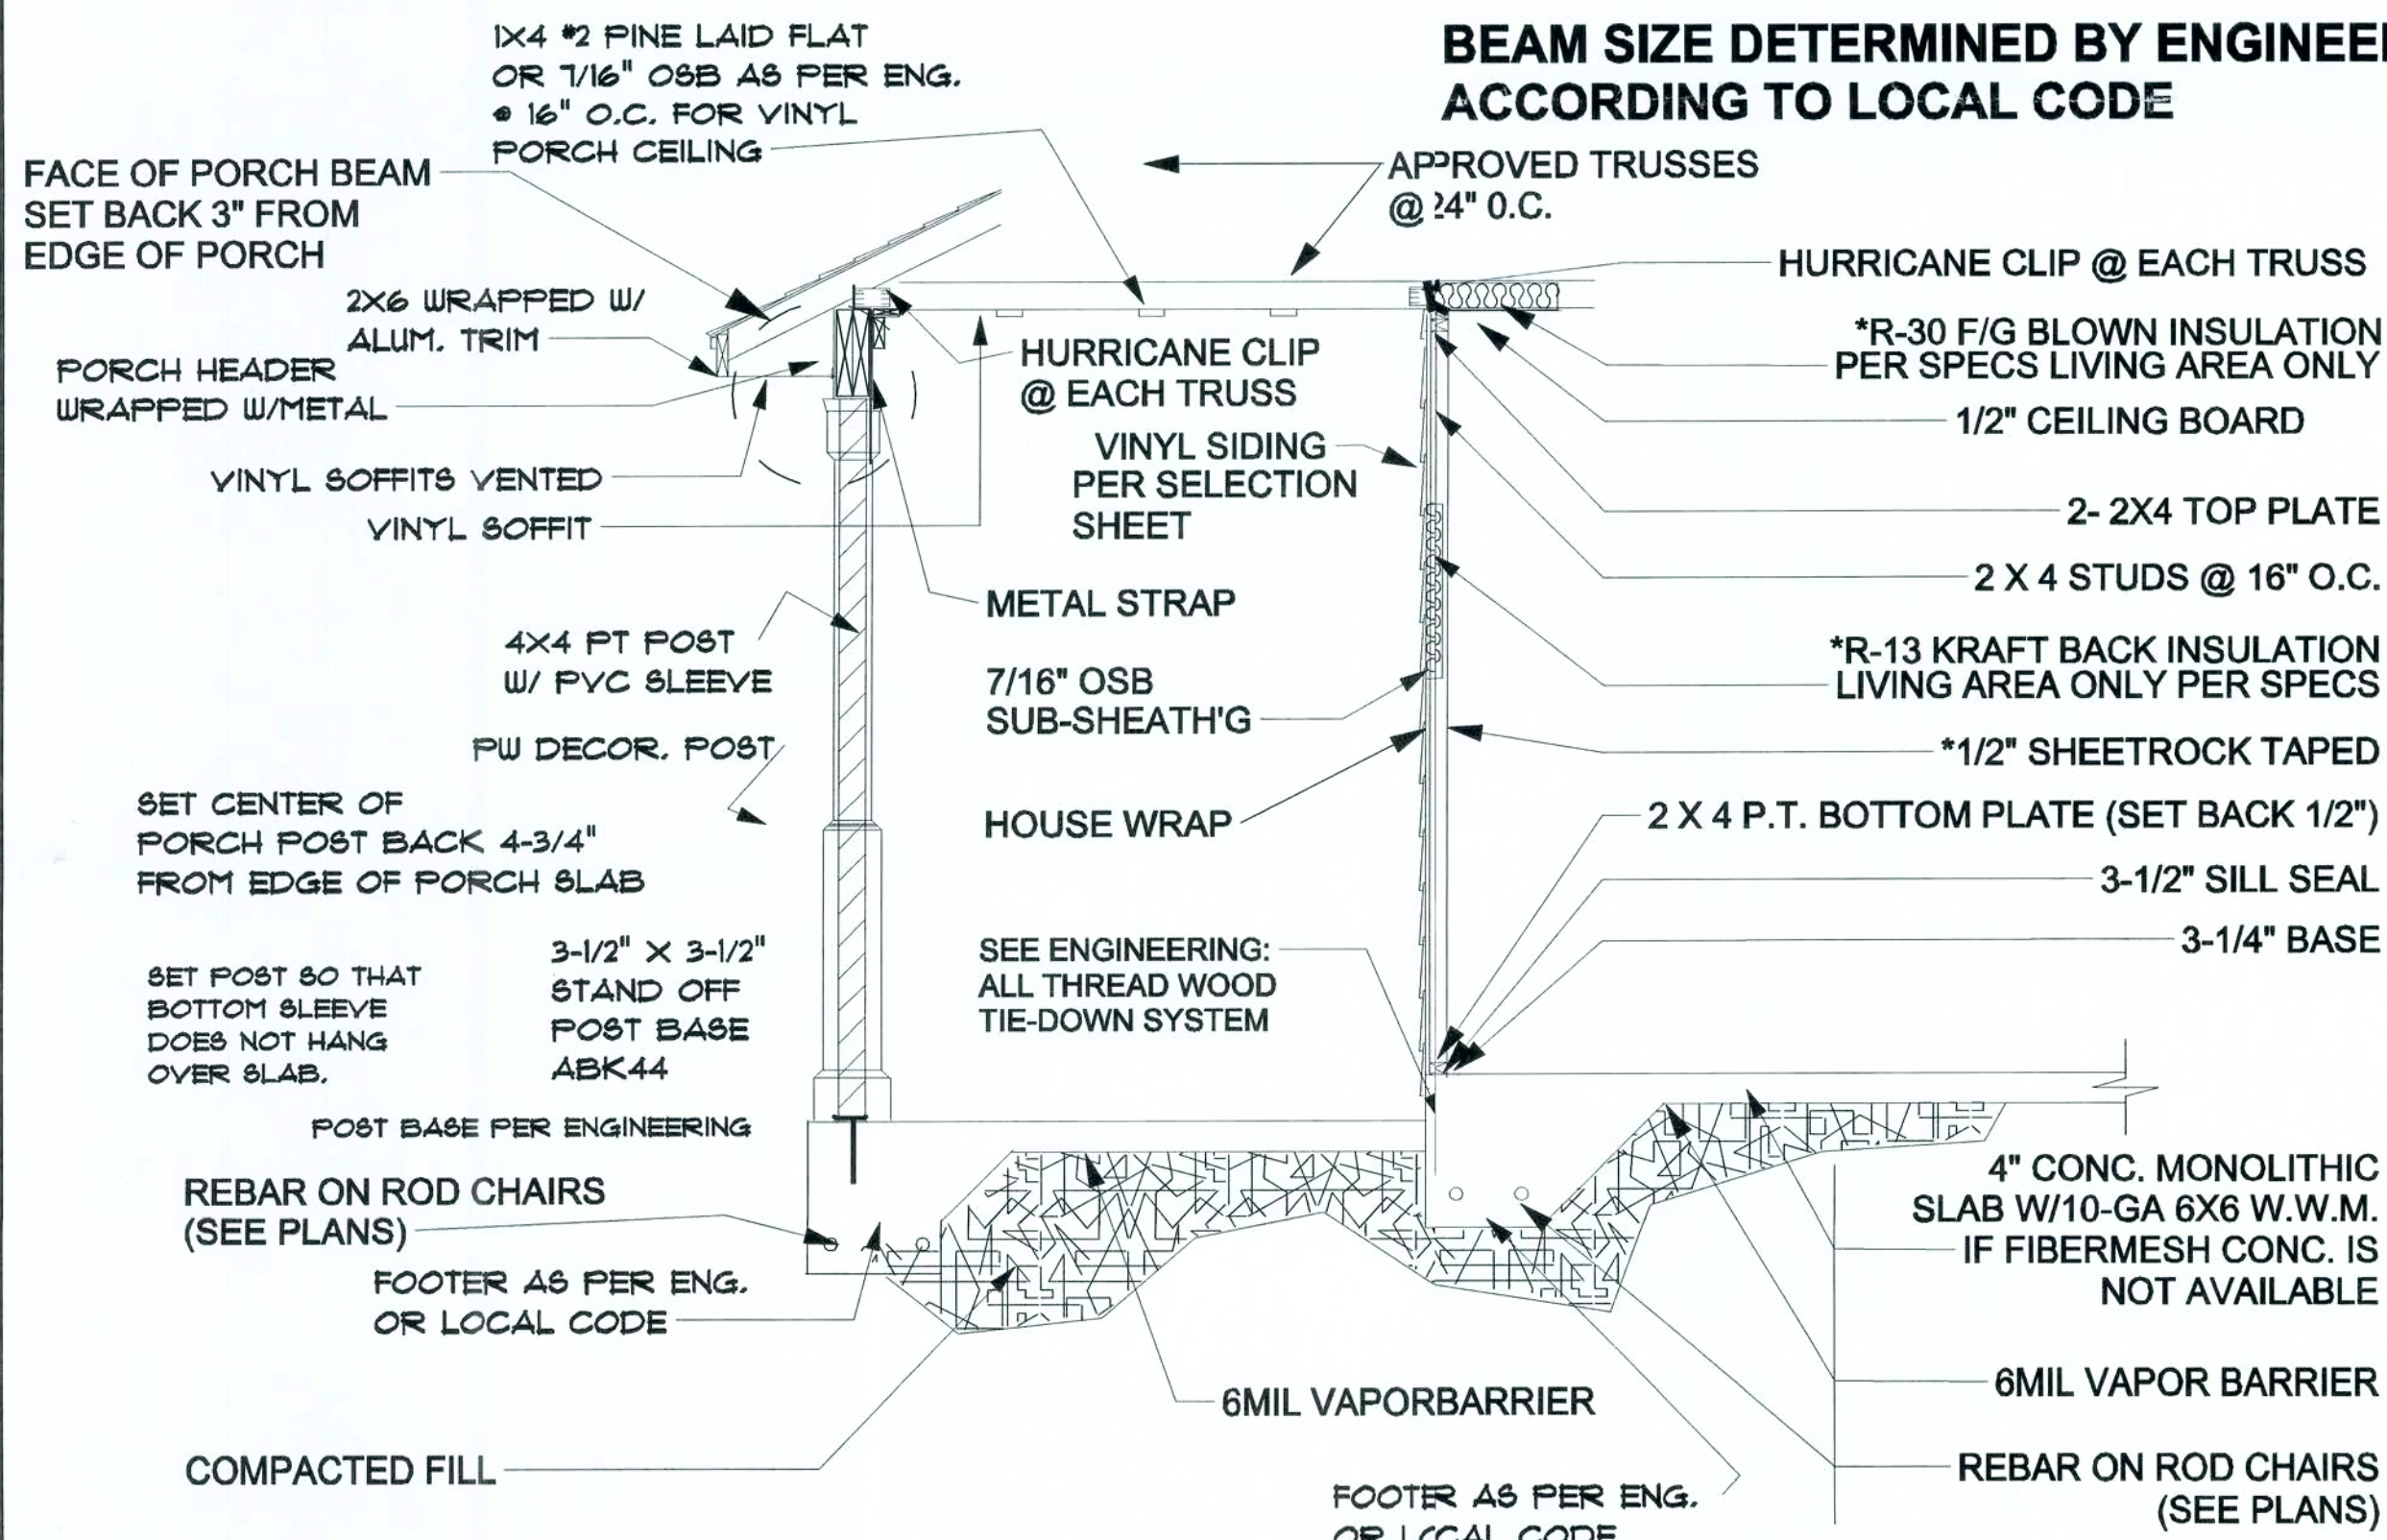 1X4 #2 PINE LAID FLAT
OR 7/16" OSB AS PER ENG.
@ 16" O.C. FOR VINYL
PORCH CEILING
BEAM SIZE DETERMINED BY ENGINEE
ACCORDING TO LOCAL CODE
FACE OF PORCH BEAM
SET BACK 3" FROM
EDGE OF PORCH
APPROVED TRUSSES
@ 24" O.C.
2X6 WRAPPED W/
ALUM. TRIM
PORCH HEADER
WRAPPED W/METAL
VINYL SOFFITS VENTED
VINYL SOFFIT
HURRICANE CLIP
@ EACH TRUSS
VINYL SIDING
PER SELECTION
SHEET
METAL STRAP
4X4 PT POST
W/ PVC SLEEVE
7/16" OSB
SUB-SHEATH'G
PW DECOR. POST
HOUSE WRAP
SET CENTER OF
PORCH POST BACK 4-3/4"
FROM EDGE OF PORCH SLAB
SET POST SO THAT
BOTTOM SLEEVE
DOES NOT HANG
OVER SLAB.
3-1/2" X 3-1/2"
STAND OFF
POST BASE
ABK44
SEE ENGINEERING:
ALL THREAD WOOD
TIE-DOWN SYSTEM
POST BASE PER ENGINEERING
REBAR ON ROD CHAIRS
(SEE PLANS)
FOOTER AS PER ENG.
OR LOCAL CODE
COMPACTED FILL
6MIL VAPORBARRIER
FOOTER AS PER ENG.
OR LOCAL CODE
HURRICANE CLIP @ EACH TRUSS
*R-30 F/G BLOWN INSULATION
PER SPECS LIVING AREA ONLY
1/2" CEILING BOARD
2- 2X4 TOP PLATE
2 X 4 STUDS @ 16" O.C.
*R-13 KRAFT BACK INSULATION
LIVING AREA ONLY PER SPECS
*1/2" SHEETROCK TAPED
2 X 4 P.T. BOTTOM PLATE (SET BACK 1/2")
3-1/2" SILL SEAL
3-1/4" BASE
4" CONC. MONOLITHIC
SLAB W/10-GA 6X6 W.W.M.
IF FIBERMESH CONC. IS
NOT AVAILABLE
6MIL VAPOR BARRIER
REBAR ON ROD CHAIRS
(SEE PLANS)